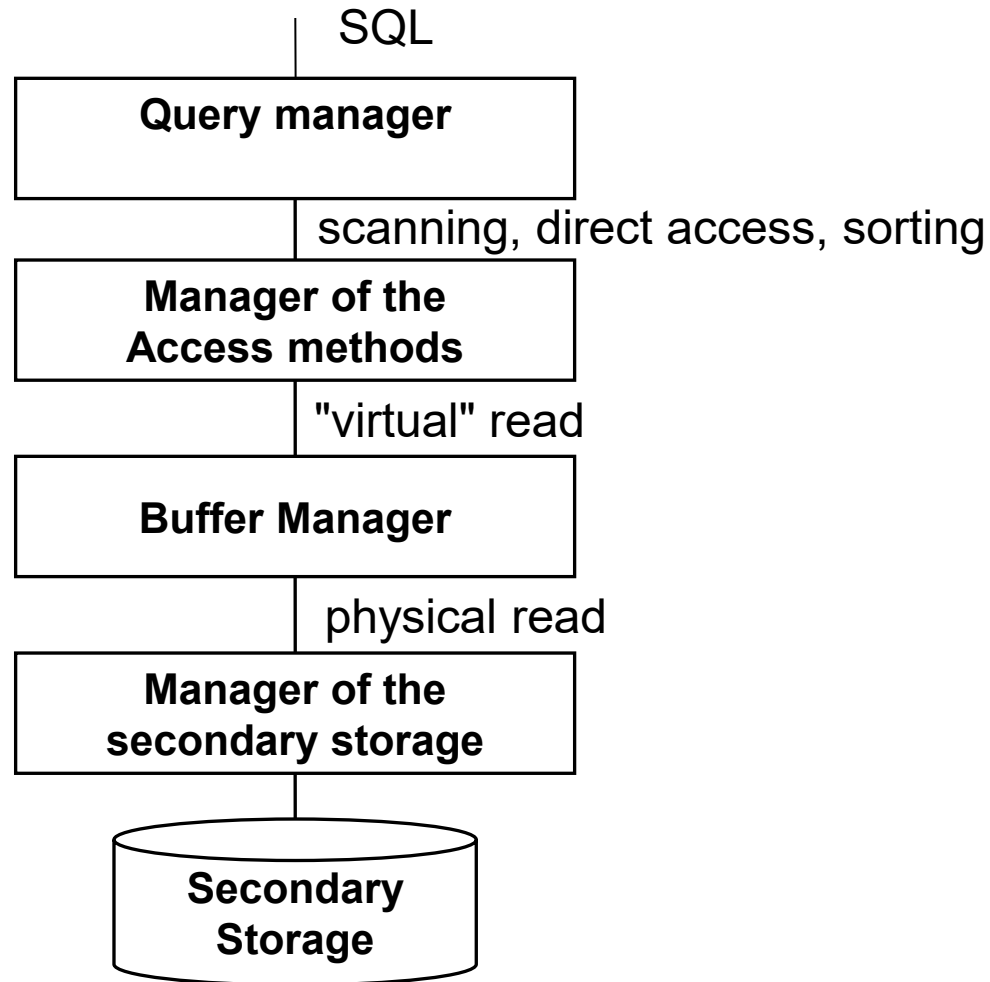 SQL
Query manager
scanning, direct access, sorting
Manager of the
Access methods
"virtual" read
Buffer Manager
physical read
Manager of the
secondary storage
Secondary
Storage